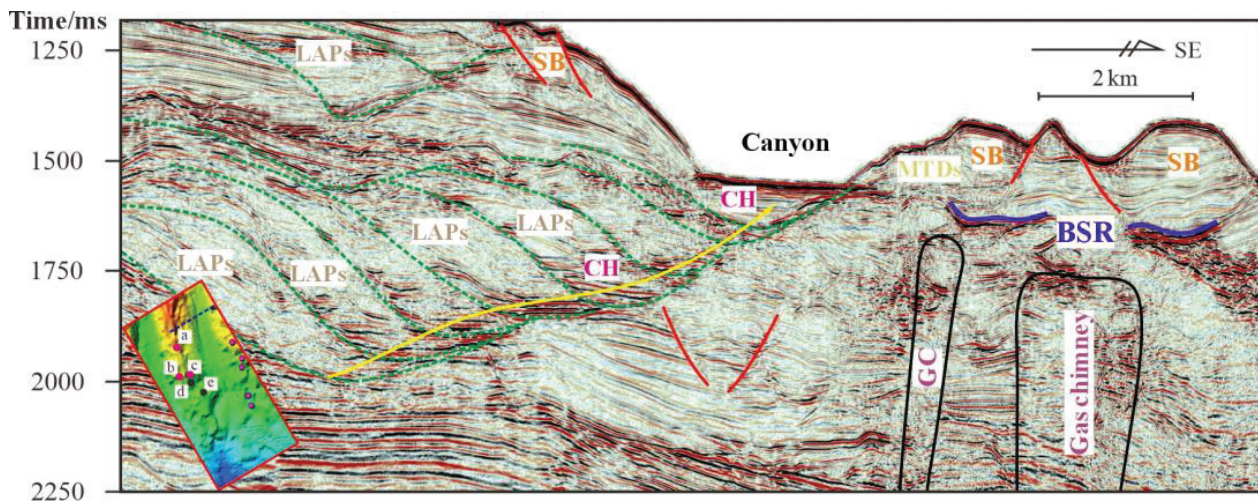 Time/ms
1250
1500
1750
2000
2250
LAPs
SB
SE
2 km
Canyon
MTDs
SB
SB
CH
BSR
LAPs
LAPs
CH
LAPs
LAPs
GC
Gas chimney
a
b
c
d
e